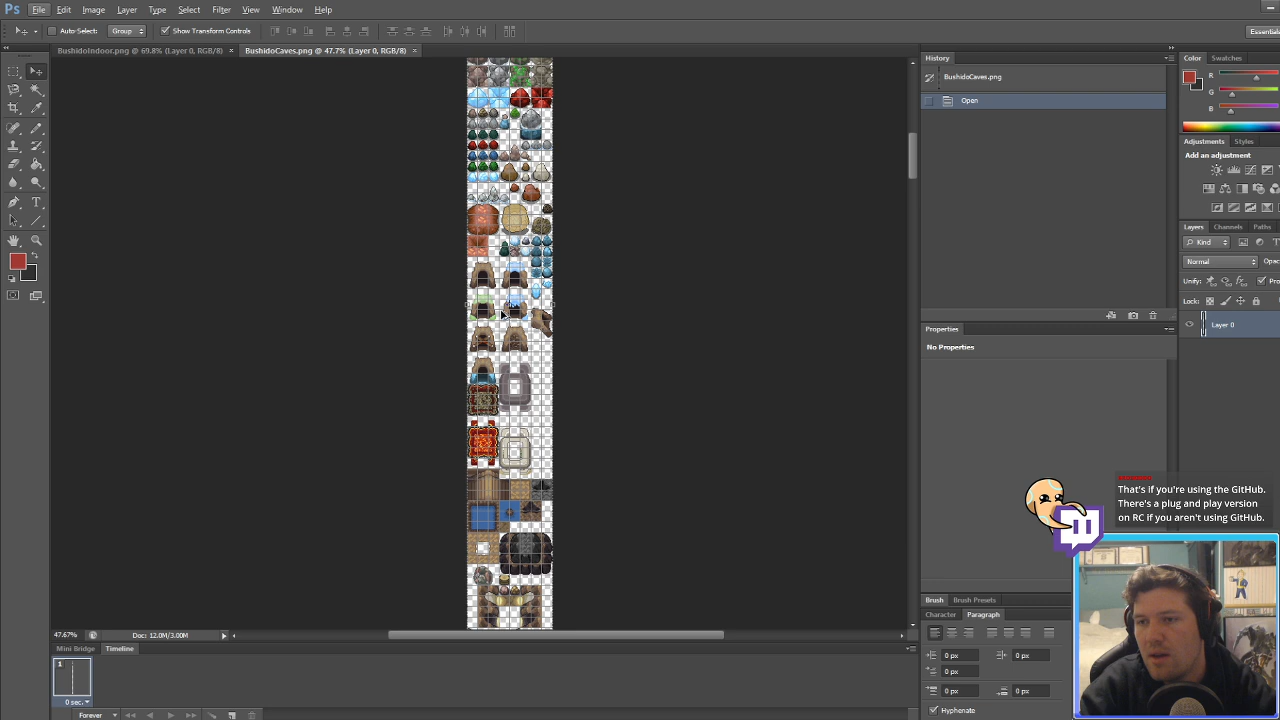 Ps File Edit Image Layer Type Select Filter View Window Help
Auto-Select: Group Show Transform Controls
Essentials
BushidoIndoor.png @ 69.8% (Layer 0, RGB/8) × BushidoCaves.png @ 47.7% (Layer 0, RGB/8) ×
History
BushidoCaves.png
Open
Color Swatches
R
G
B
Adjustments Styles
Add an adjustment
Layers Channels Paths
Kind
Normal Opac
Unify: Pro
Lock:
Layer 0
Properties
No Properties
That's if you're using the GitHub.
There's a plug and play version
on RC if you aren't using GitHub.
Brush Brush Presets
Character Paragraph
0 px 0 px
0 px
0 px 0 px
Hyphenate
47.67% Doc: 12.0M/3.00M
Mini Bridge Timeline
1
0 sec.
Forever